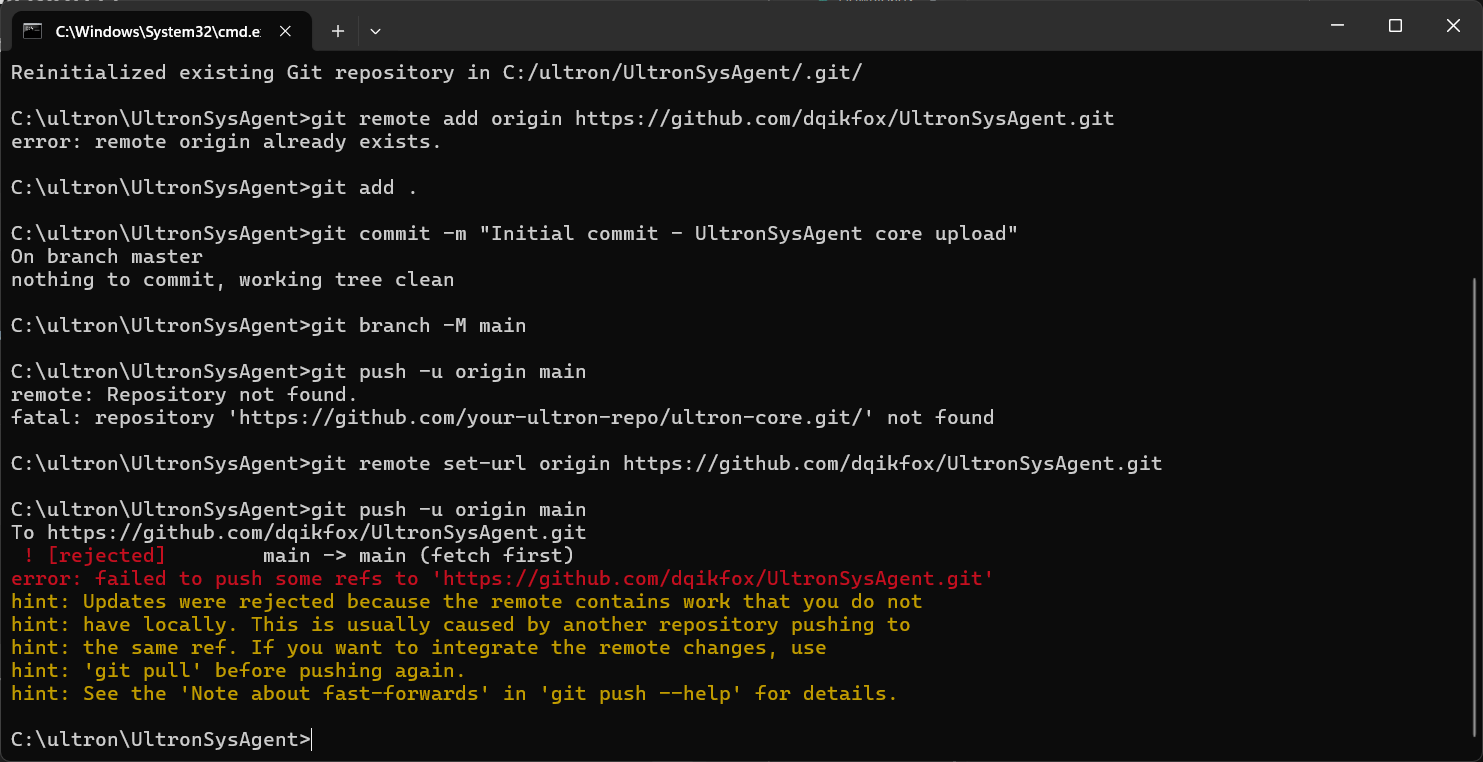 C:\Windows\System32\cmd.e
Reinitialized existing Git repository in C:/ultron/UltronSysAgent/.git/
C:\ultron\UltronSysAgent>git remote add origin https://github.com/dqikfox/UltronSysAgent.git
error: remote origin already exists.
C:\ultron\UltronSysAgent>git add .
C:\ultron\UltronSysAgent>git commit -m "Initial commit - UltronSysAgent core upload"
On branch master
nothing to commit, working tree clean
C:\ultron\UltronSysAgent>git branch -M main
C:\ultron\UltronSysAgent>git push -u origin main
remote: Repository not found.
fatal: repository 'https://github.com/your-ultron-repo/ultron-core.git/' not found
C:\ultron\UltronSysAgent>git remote set-url origin https://github.com/dqikfox/UltronSysAgent.git
C:\ultron\UltronSysAgent>git push -u origin main
To https://github.com/dqikfox/UltronSysAgent.git
! [rejected]        main -> main (fetch first)
error: failed to push some refs to 'https://github.com/dqikfox/UltronSysAgent.git'
hint: Updates were rejected because the remote contains work that you do not
hint: have locally. This is usually caused by another repository pushing to
hint: the same ref. If you want to integrate the remote changes, use
hint: 'git pull' before pushing again.
hint: See the 'Note about fast-forwards' in 'git push --help' for details.
C:\ultron\UltronSysAgent>